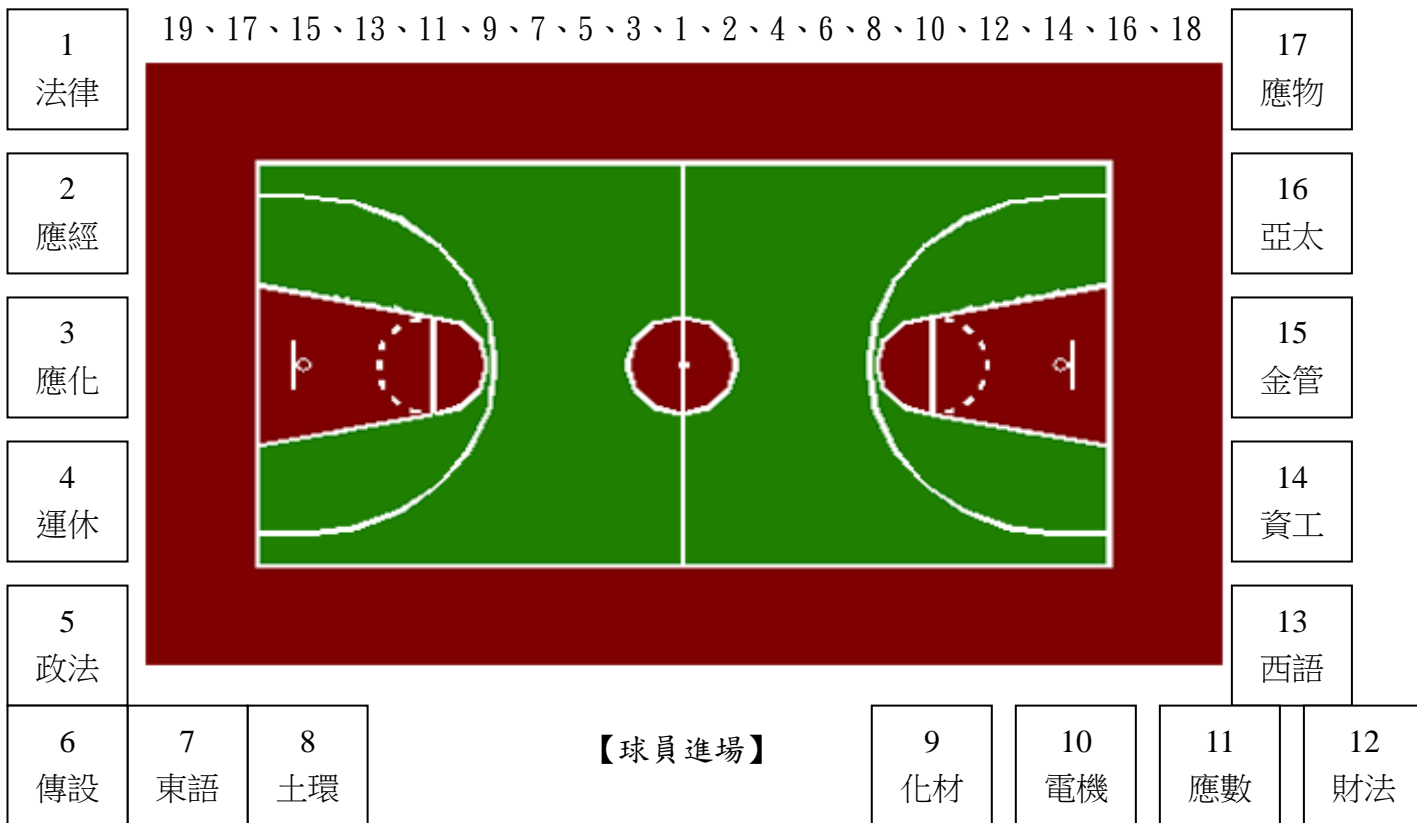 19、17、15、13、11、9、7、5、3、1、2、4、6、8、10、12、14、16、18
1
法律
2
應經
3
應化
4
運休
5
政法
6
傳設
7
東語
8
土環
【球員進場】
9
化材
10
電機
11
應數
12
財法
13
西語
14
資工
15
金管
16
亞太
17
應物